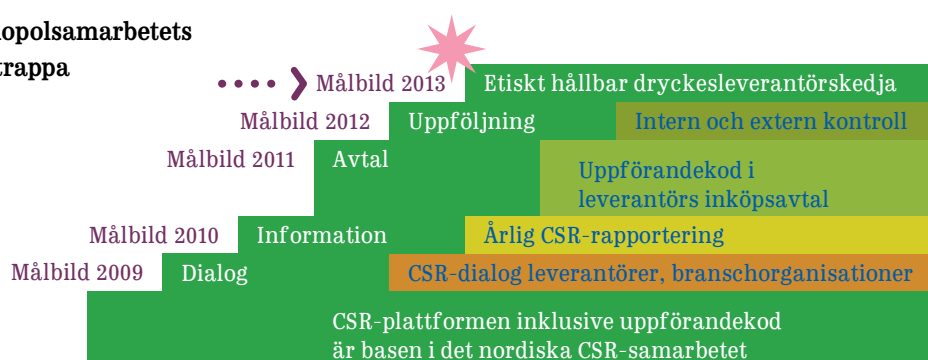 trappa
Målbild 2013 Etiskt hållbar dryckesleverantörskedja
Målbild 2012 Uppföljning Intern och extern kontroll
Målbild 2011 Avtal
Uppförandekod i
leverantörs inköpsavtal
Målbild 2010 Information Årlig CSR-rapportering
Målbild 2009 Dialog CSR-dialog leverantörer, branschorganisationer
CSR-plattformen inklusive uppförandekod
är basen i det nordiska CSR-samarbetet